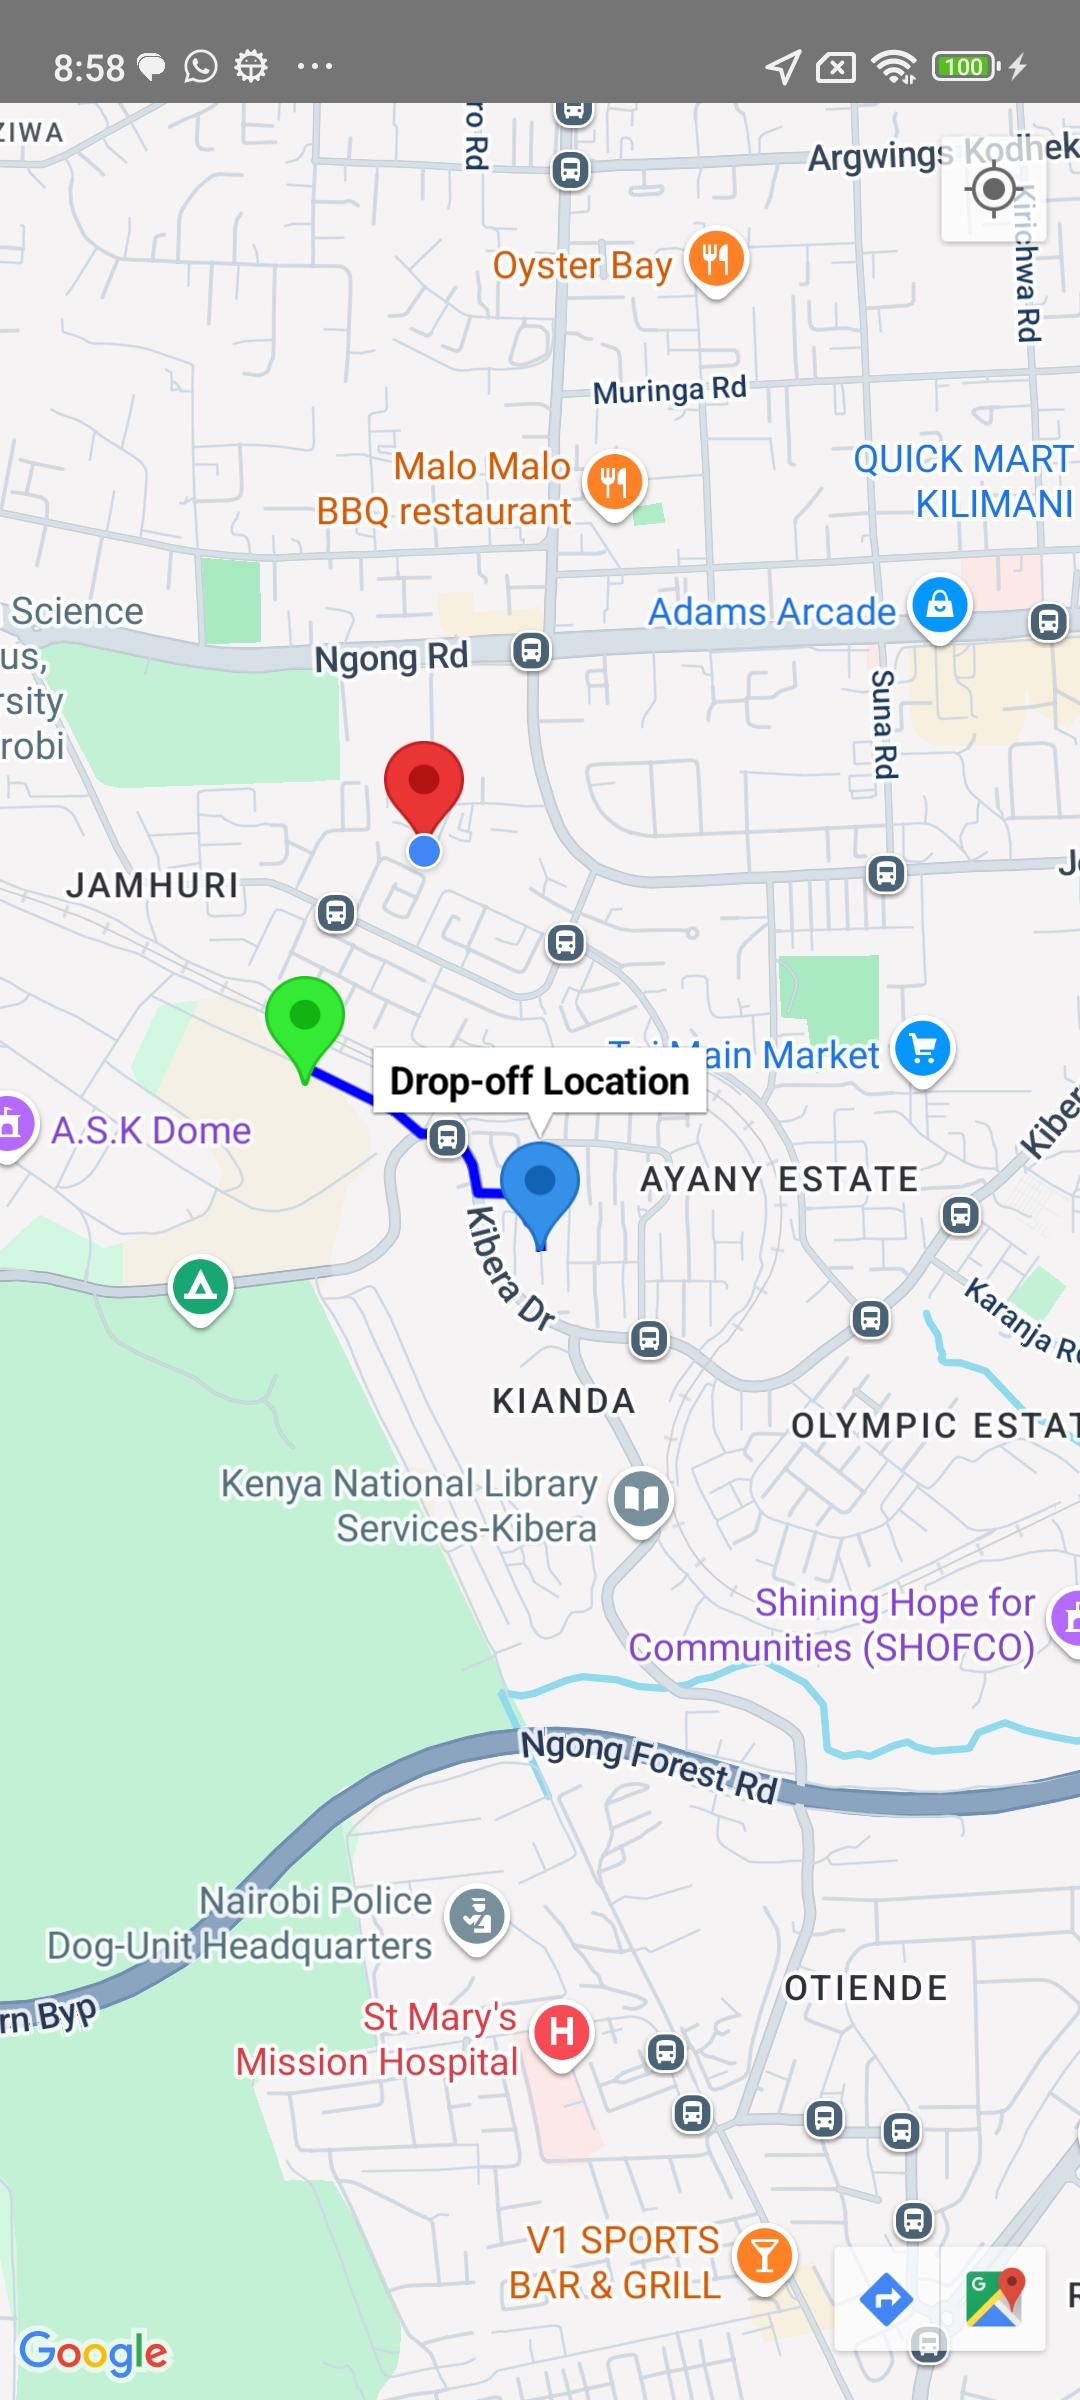 8:58
100
ZIWA
ro Rd
Argwings Kodhek
Kirichwa Rd
Oyster Bay
Muringa Rd
Malo Malo
BBQ restaurant
QUICK MART
KILIMANI
Science
us,
rsity
robi
Adams Arcade
Ngong Rd
Suna Rd
JAMHURI
Main Market
Drop-off Location
A.S.K Dome
Kiber
AYANY ESTATE
Kibera Dr
Karanja Rd
KIANDA
OLYMPIC ESTAT
Kenya National Library
Services-Kibera
Shining Hope for
Communities (SHOFCO)
Ngong Forest Rd
Nairobi Police
Dog-Unit Headquarters
rn Byp
OTIENDE
St Mary's
Mission Hospital
H
V1 SPORTS
BAR & GRILL
G
R
Google